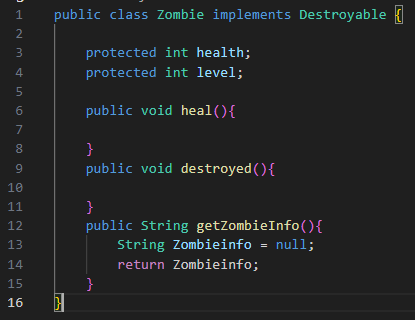 1 public class Zombie implements Destroyable {
2
3     protected int health;
4     protected int level;
5
6     public void heal(){
7
8     }
9     public void destroyed(){
10
11     }
12     public String getZombieInfo(){
13         String Zombieinfo = null;
14         return Zombieinfo;
15     }
16 }